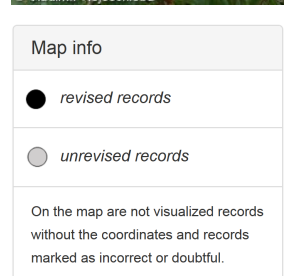 Map info
revised records
unrevised records
On the map are not visualized records
without the coordinates and records
marked as incorrect or doubtful.